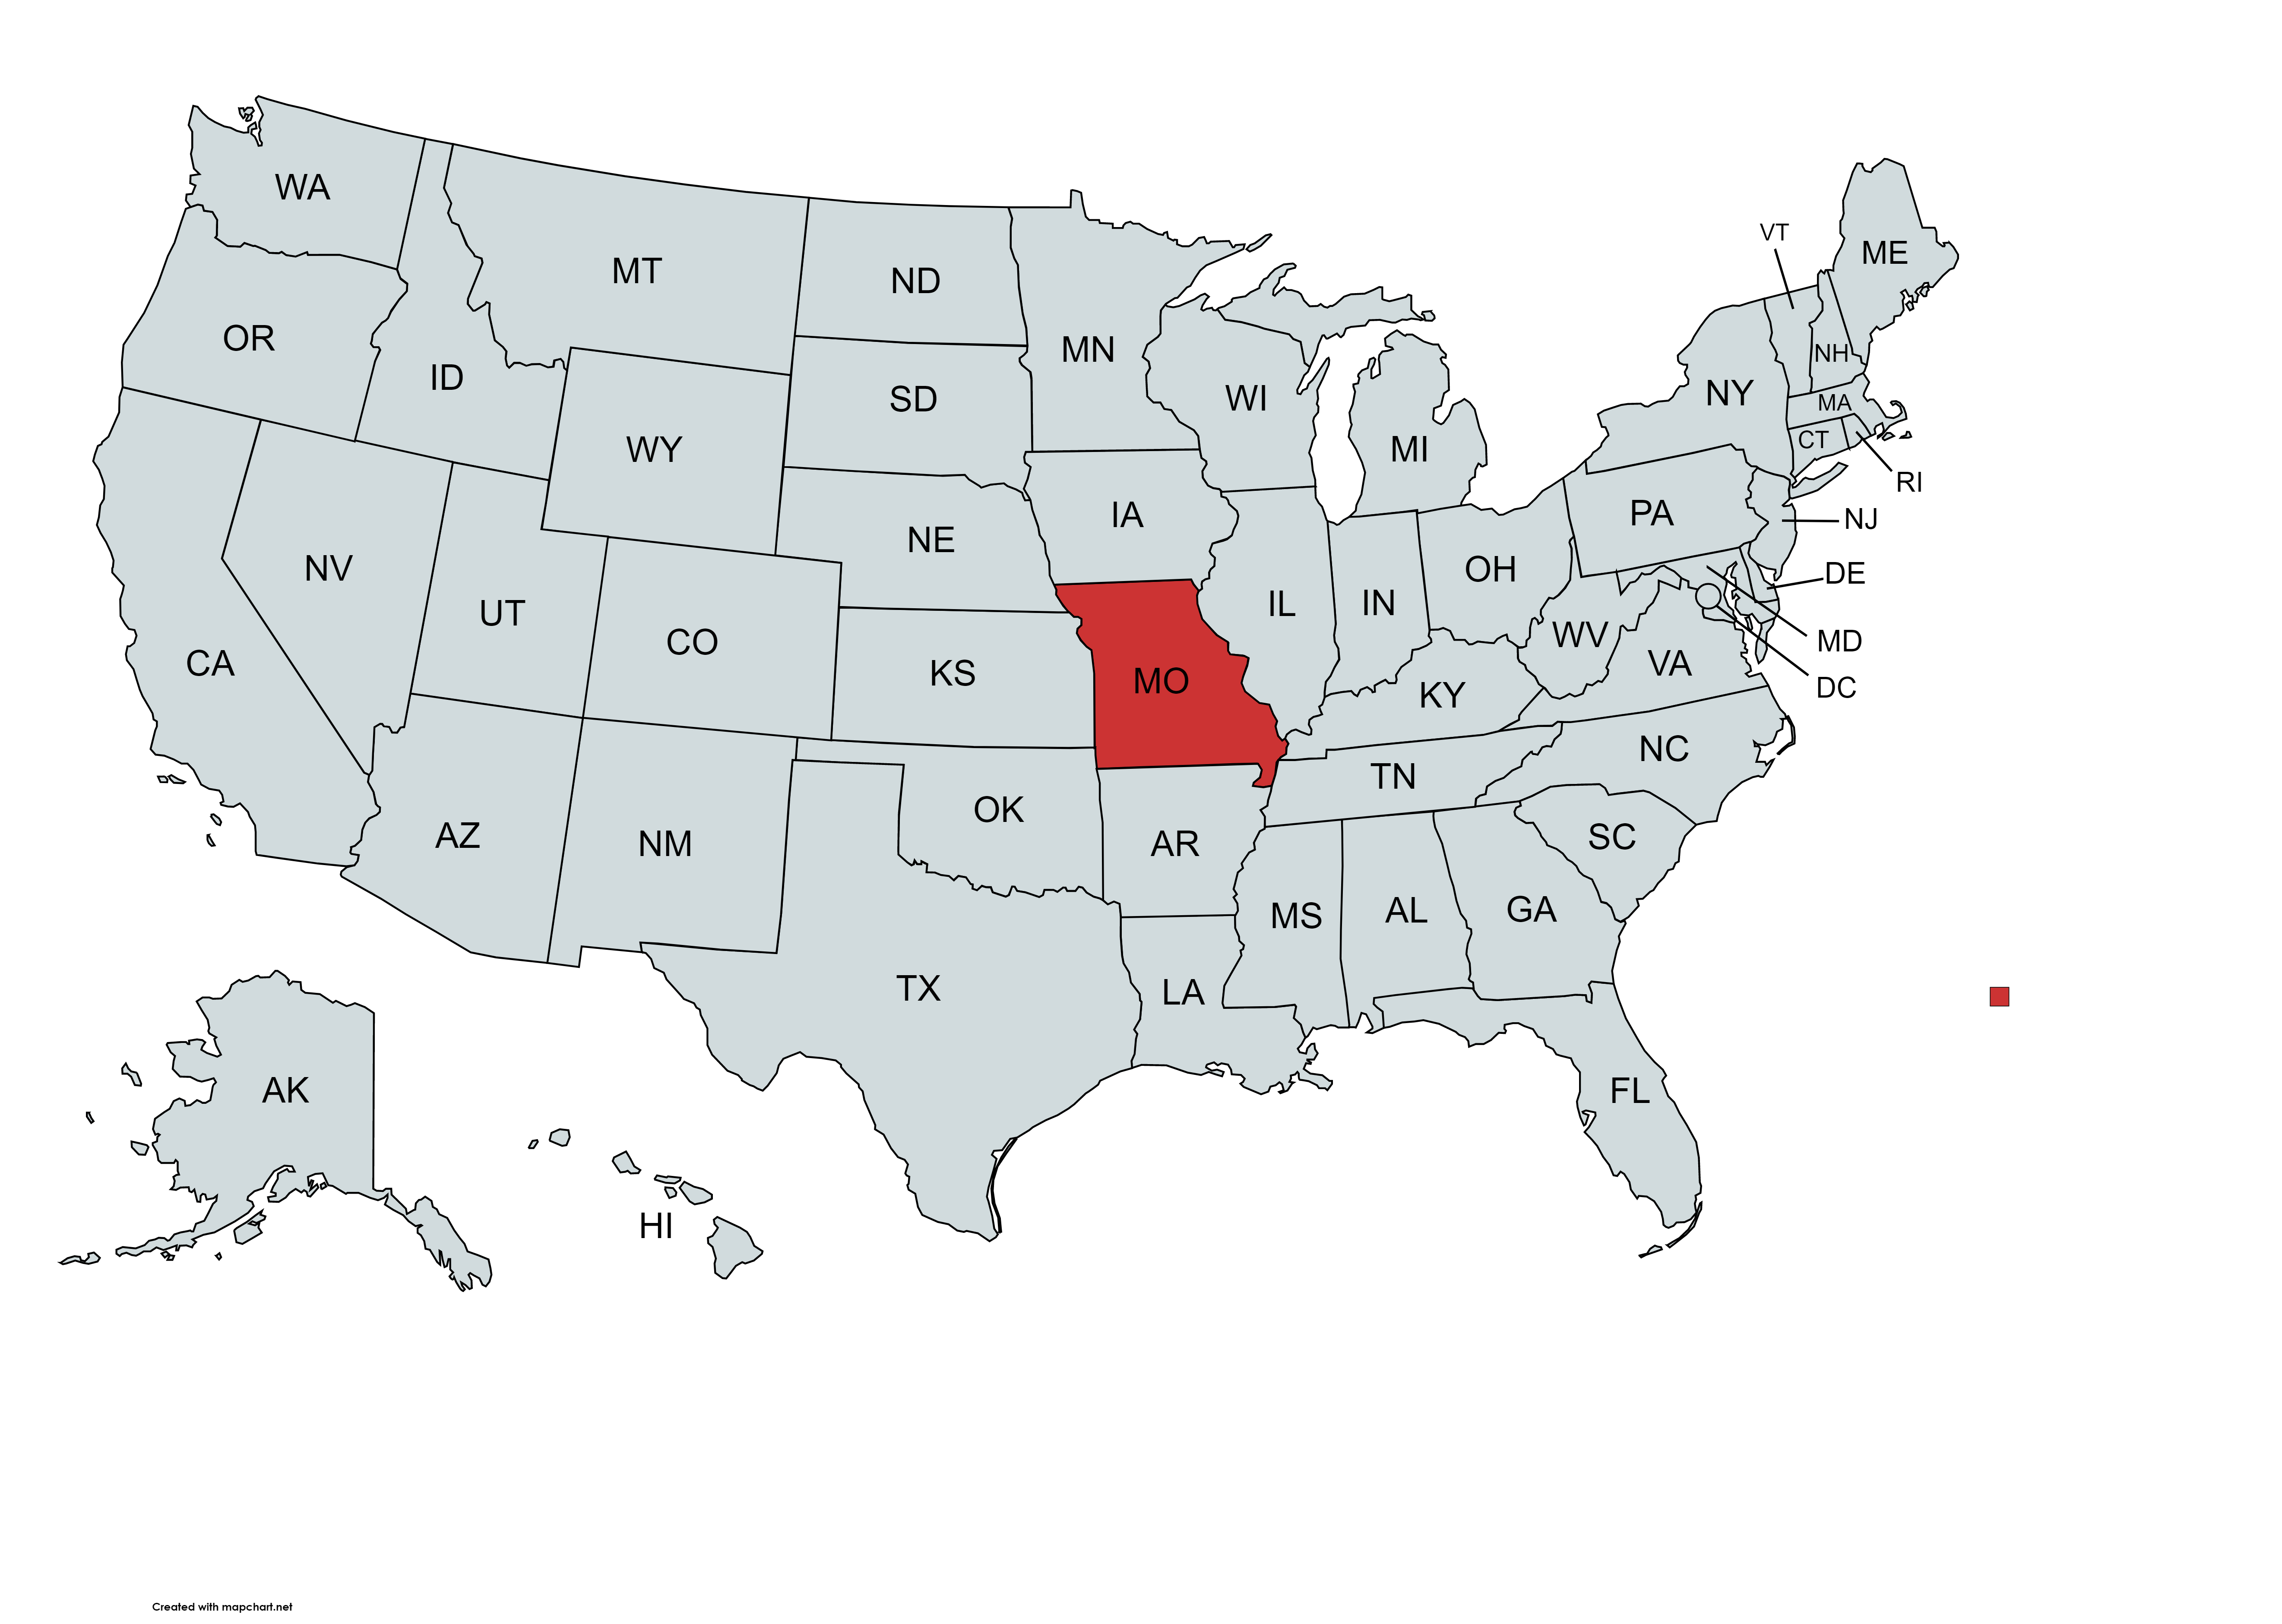 WA
MT
ND
MN
VT
ME
OR
ID
SD
WI
NH
NY
MA
WY
MI
CT
RI
IA
PA
NJ
NE
NV
OH
DE
UT
IL
IN
CO
WV
MD
CA
KS
MO
KY
VA
DC
NC
TN
OK
AZ
NM
AR
SC
MS
AL
GA
TX
LA
AK
FL
HI
Created with mapchart.net